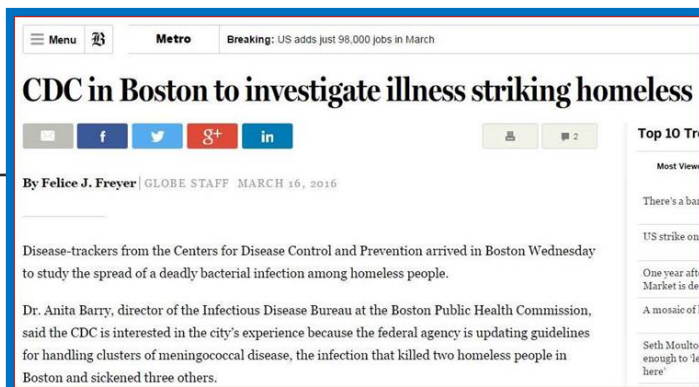 Menu B Metro Breaking: US adds just 98,000 jobs in March
CDC in Boston to investigate illness striking homeless
f g+ in 2
By Felice J. Freyer GLOBE STAFF MARCH 16, 2016
Disease-trackers from the Centers for Disease Control and Prevention arrived in Boston Wednesday
to study the spread of a deadly bacterial infection among homeless people.
Dr. Anita Barry, director of the Infectious Disease Bureau at the Boston Public Health Commission,
said the CDC is interested in the city's experience because the federal agency is updating guidelines
for handling clusters of meningococcal disease, the infection that killed two homeless people in
Boston and sickened three others.
Top 10 Tr
Most View
There's a ba
US strike on
One year aft
Market is de
A mosaic of
Seth Moulto
enough to 'le
here'